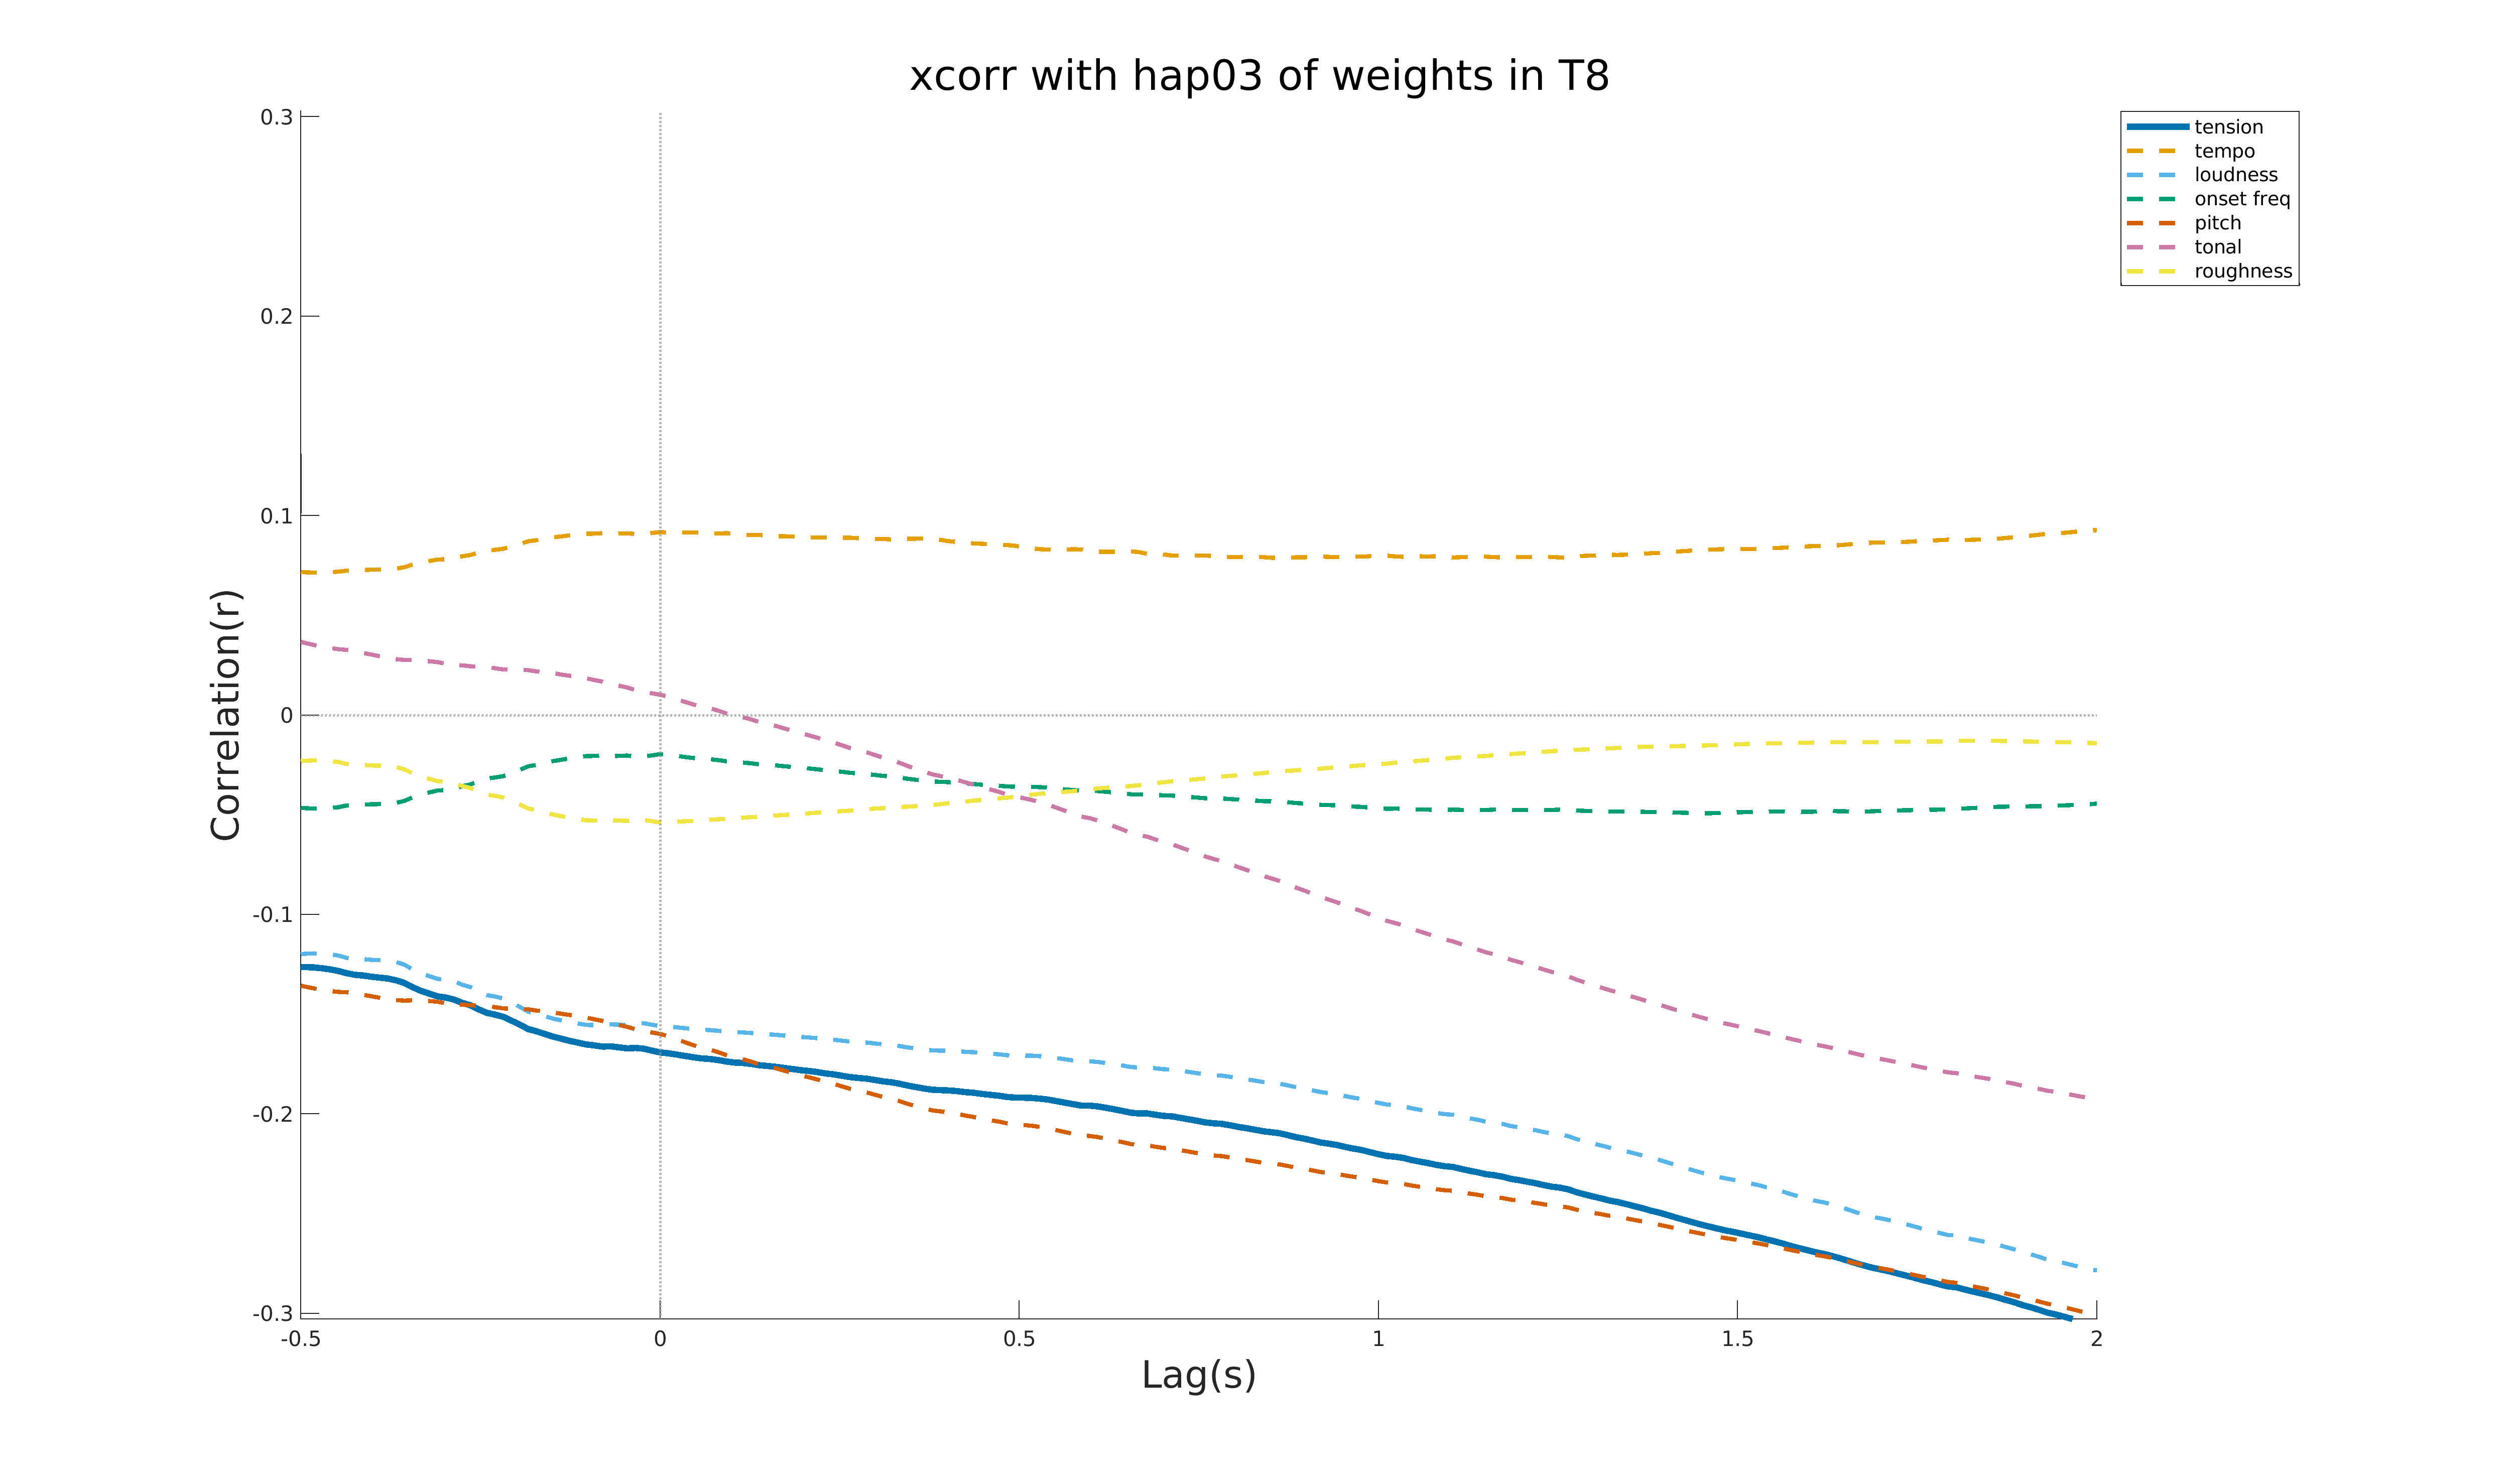 xcorr with hap03 of weights in T8
tension
tempo
loudness
onset freq
pitch
tonal
roughness
0.3
0.2
0.1
0
-0.1
-0.2
-0.3
Correlation(r)
-0.5
0
0.5
1
1.5
2
Lag(s)